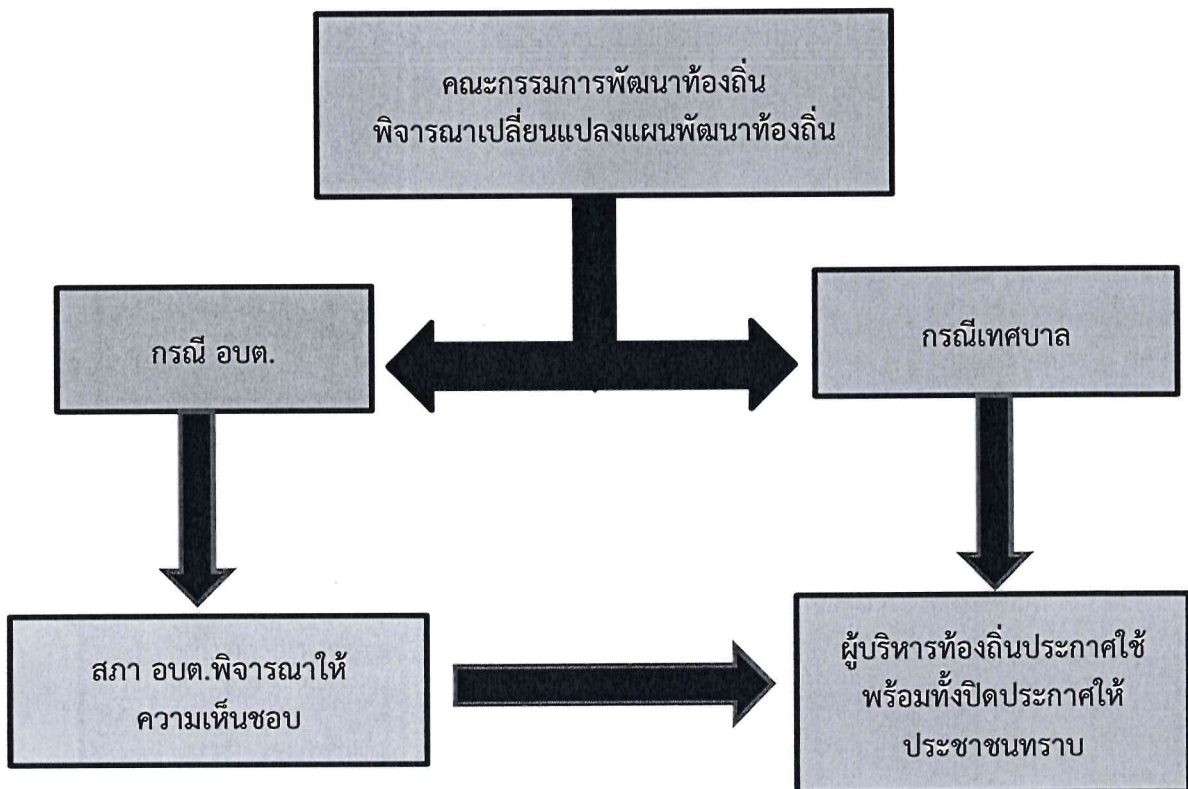 คณะกรรมการพัฒนาท้องถิ่น
พิจารณาเปลี่ยนแปลงแผนพัฒนาท้องถิ่น
กรณี อบต.
กรณีเทศบาล
สภา อบต.พิจารณาให้
ความเห็นชอบ
ผู้บริหารท้องถิ่นประกาศใช้
พร้อมทั้งปิดประกาศให้
ประชาชนทราบ